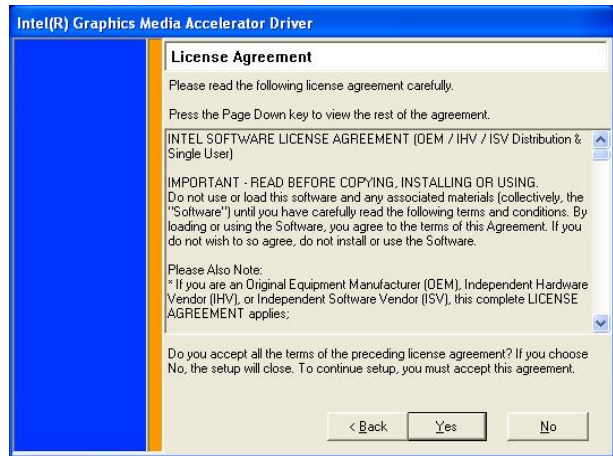 Intel(R) Graphics Media Accelerator Driver
License Agreement
Please read the following license agreement carefully.
Press the Page Down key to view the rest of the agreement.
INTEL SOFTWARE LICENSE AGREEMENT (OEM / IHV / ISV Distribution &
Single User)
IMPORTANT - READ BEFORE COPYING, INSTALLING OR USING.
Do not use or load this software and any associated materials (collectively, the
"Software") until you have carefully read the following terms and conditions. By
loading or using the Software, you agree to the terms of this Agreement. If you
do not wish to so agree, do not install or use the Software.
Please Also Note:
* If you are an Original Equipment Manufacturer (OEM), Independent Hardware
Vendor (IHV), or Independent Software Vendor (ISV), this complete LICENSE
AGREEMENT applies;
Do you accept all the terms of the preceding license agreement? If you choose
No, the setup will close. To continue setup, you must accept this agreement.
< Back Yes No